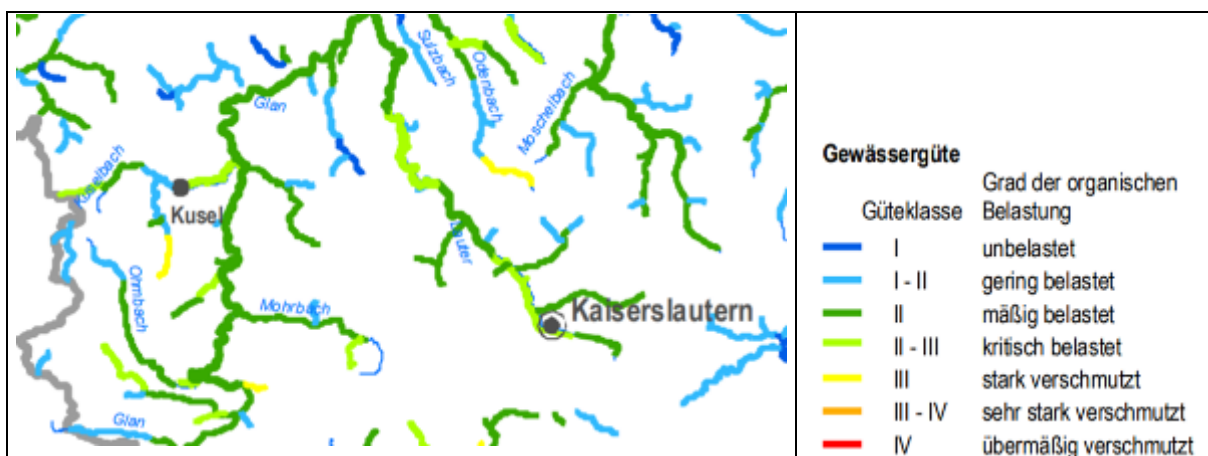 Sulzbach
Odenbach
Glan
Moschelbach
Kuselbach
Kusel
Lauter
Ohmbach
Mohrbach
Kaiserslautern
Glan
Gewässergüte
Grad der organischen
Güteklasse Belastung
I unbelastet
I - II gering belastet
II mäßig belastet
II - III kritisch belastet
III stark verschmutzt
III - IV sehr stark verschmutzt
IV übermäßig verschmutzt